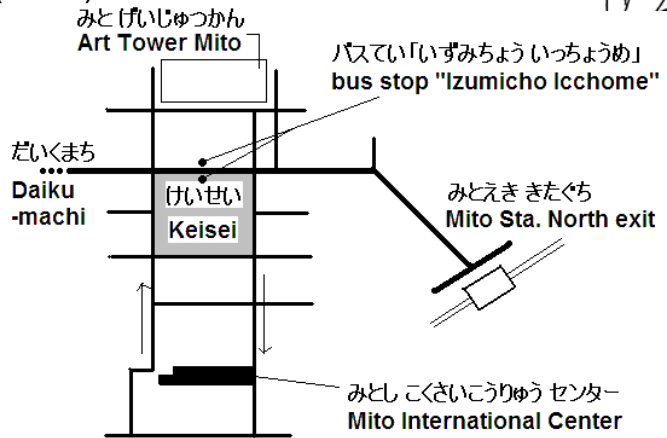 みと げいじゅつかん
Art Tower Mito
バスてい「いずみちょう いっちょうめ」
bus stop "Izumicho Icchome"
だいくまち
Daiku
-machi
けいせい
Keisei
みとえき きたぐち
Mito Sta. North exit
みとし こくさいこうりゅう センター
Mito International Center